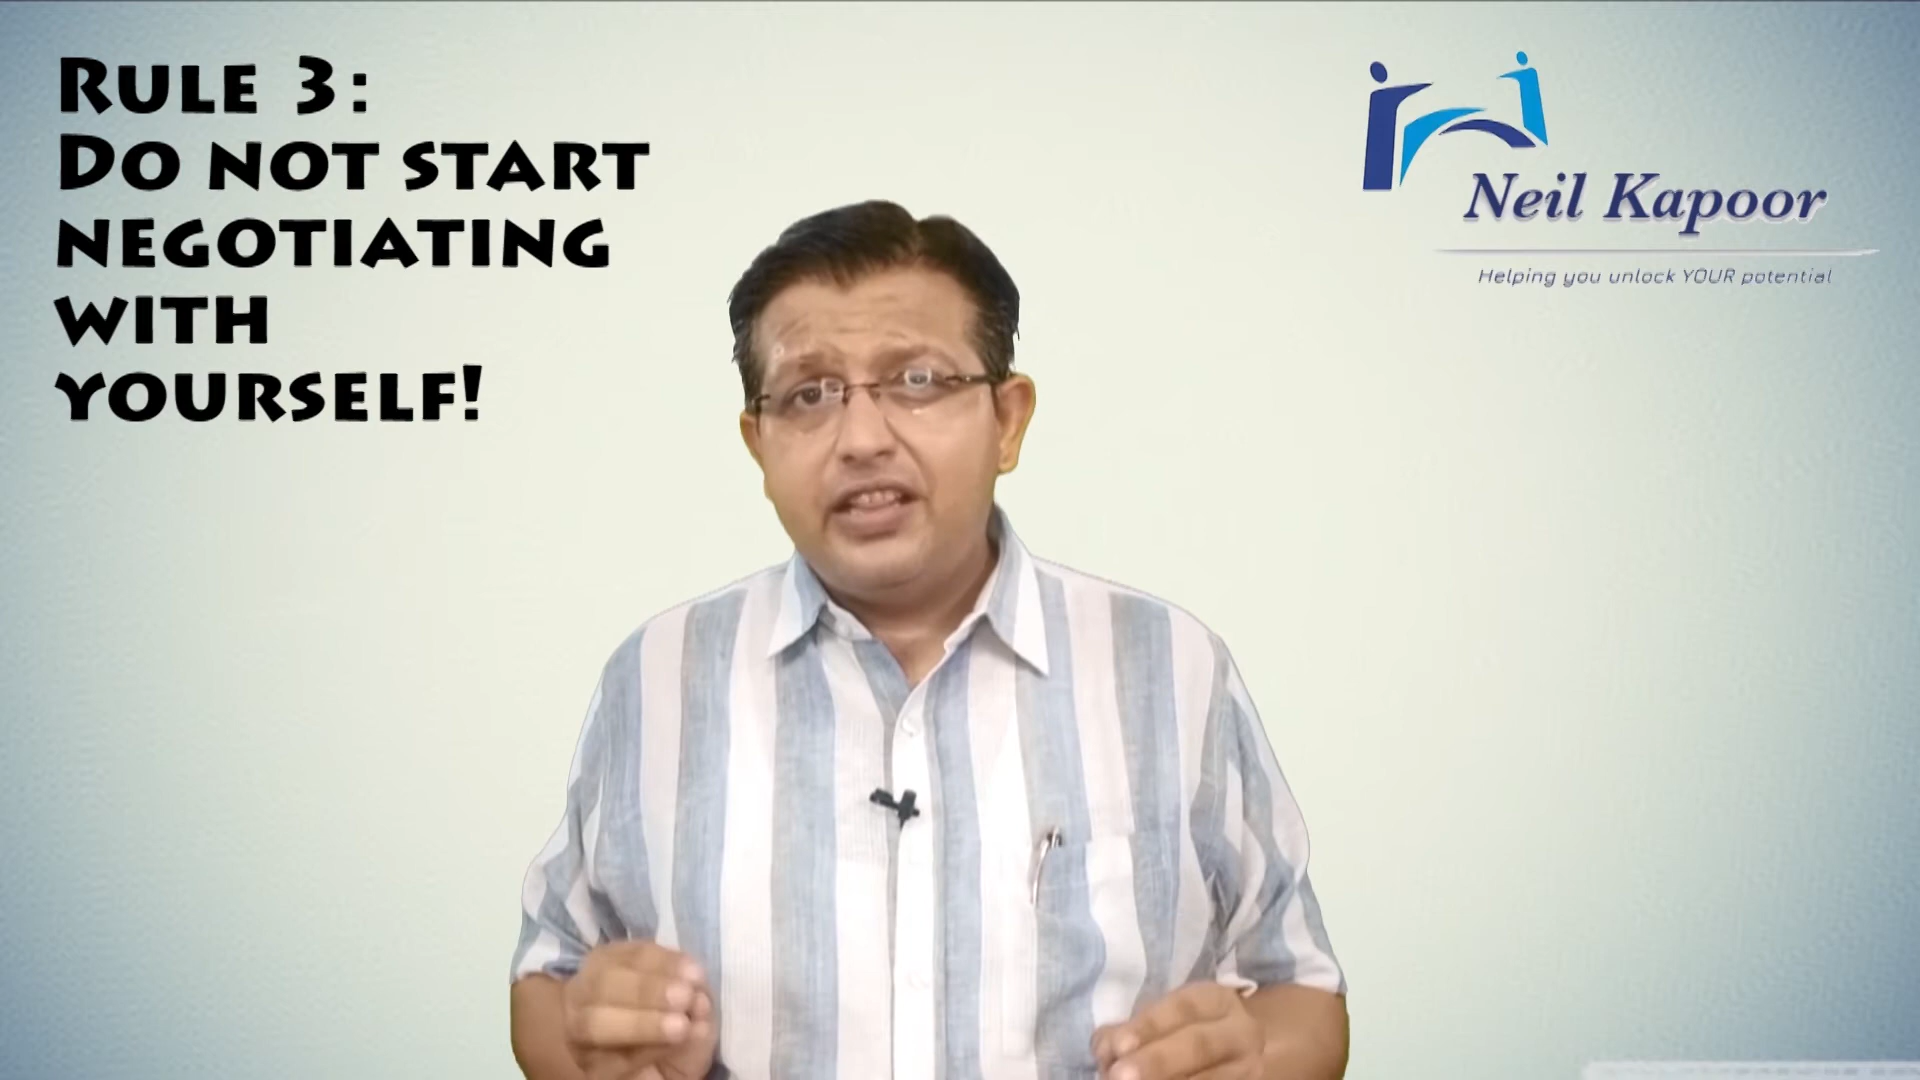 Rule 3:
Do not start
negotiating
with
yourself!
Neil Kapoor
Helping you unlock YOUR potential